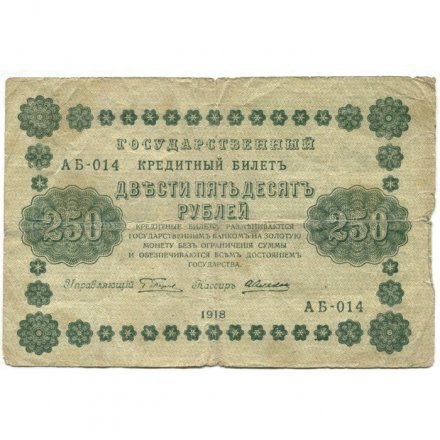 ГОСУДАРСТВЕННЫЙ
АБ-014 КРЕДИТНЫЙ БИЛЕТЪ
ДВѢСТИ ПЯТЬДЕСЯТЪ
РУБЛЕЙ
250 250
КРЕДИТНЫЕ БИЛЕТЫ РАЗМѢНИВАЮТСЯ
ГОСУДАРСТВЕННЫМЪ БАНКОМЪ НА ЗОЛОТУЮ
МОНЕТУ БЕЗЪ ОГРАНИЧЕНІЯ СУММЫ
И ОБЕЗПЕЧИВАЮТСЯ ВСѢМЪ ДОСТОЯНІЕМЪ
ГОСУДАРСТВА.
Управляющій Кассиръ
АБ-014
1918